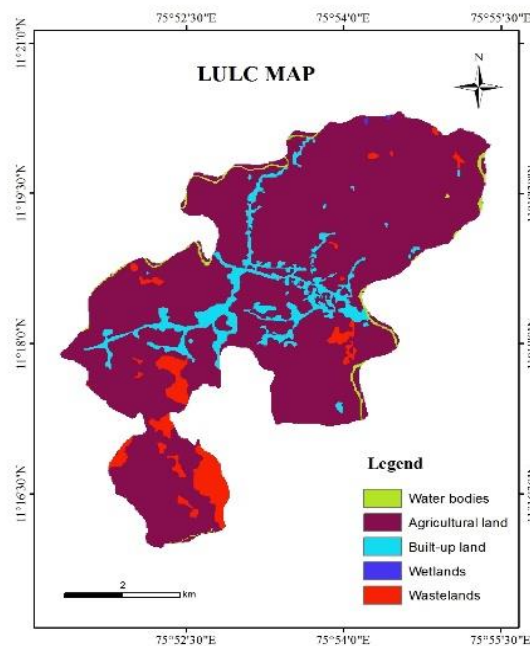 75°52'30"E 75°54'0"E 75°55'30"E
LULC MAP
N
11°21'0"N
11°19'30"N
11°18'0"N
11°16'30"N
Legend
Water bodies
Agricultural land
Built-up land
Wetlands
Wastelands
2
km
75°52'30"E 75°54'0"E 75°55'30"E